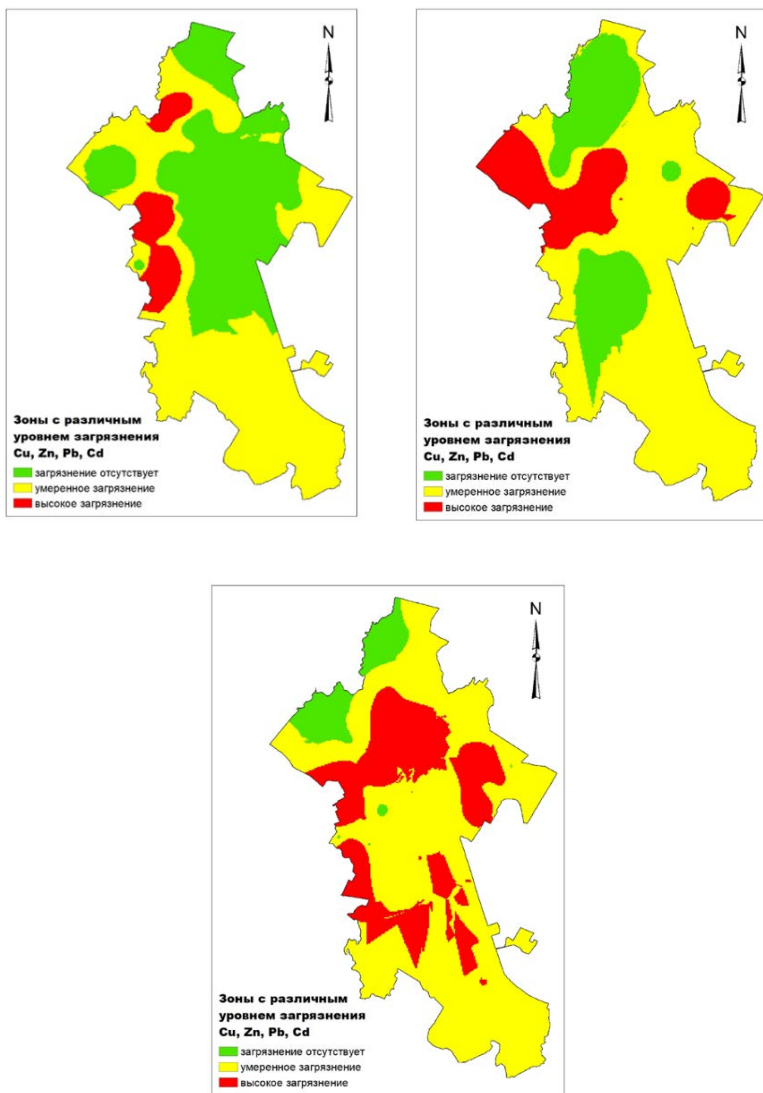 N
Зоны с различным
уровнем загрязнения
Cu, Zn, Pb, Cd
загрязнение отсутствует
умеренное загрязнение
высокое загрязнение
N
Зоны с различным
уровнем загрязнения
Cu, Zn, Pb, Cd
загрязнение отсутствует
умеренное загрязнение
высокое загрязнение
N
Зоны с различным
уровнем загрязнения
Cu, Zn, Pb, Cd
загрязнение отсутствует
умеренное загрязнение
высокое загрязнение